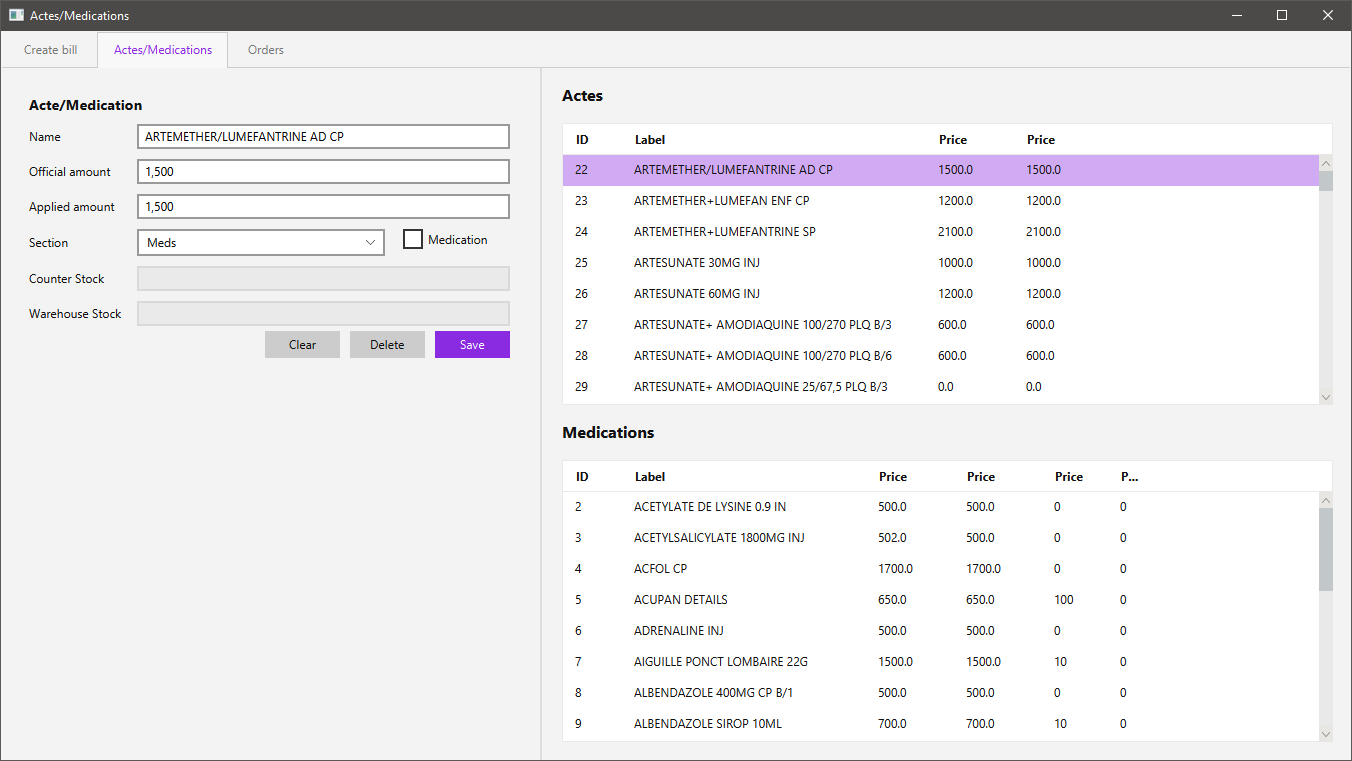 Actes/Medications
Create bill Actes/Medications Orders
Acte/Medication
Name ARTEMETHER/LUMEFANTRINE AD CP
Official amount 1,500
Applied amount 1,500
Section Meds Medication
Counter Stock
Warehouse Stock
Clear Delete Save
Actes
ID Label Price Price
22 ARTEMETHER/LUMEFANTRINE AD CP 1500.0 1500.0
23 ARTEMETHER+LUMEFAN ENF CP 1200.0 1200.0
24 ARTEMETHER+LUMEFANTRINE SP 2100.0 2100.0
25 ARTESUNATE 30MG INJ 1000.0 1000.0
26 ARTESUNATE 60MG INJ 1200.0 1200.0
27 ARTESUNATE+ AMODIAQUINE 100/270 PLQ B/3 600.0 600.0
28 ARTESUNATE+ AMODIAQUINE 100/270 PLQ B/6 600.0 600.0
29 ARTESUNATE+ AMODIAQUINE 25/67,5 PLQ B/3 0.0 0.0
Medications
ID Label Price Price Price P...
2 ACETYLATE DE LYSINE 0.9 IN 500.0 500.0 0 0
3 ACETYLSALICYLATE 1800MG INJ 502.0 500.0 0 0
4 ACFOL CP 1700.0 1700.0 0 0
5 ACUPAN DETAILS 650.0 650.0 100 0
6 ADRENALINE INJ 500.0 500.0 0 0
7 AIGUILLE PONCT LOMBAIRE 22G 1500.0 1500.0 10 0
8 ALBENDAZOLE 400MG CP B/1 500.0 500.0 0 0
9 ALBENDAZOLE SIROP 10ML 700.0 700.0 10 0